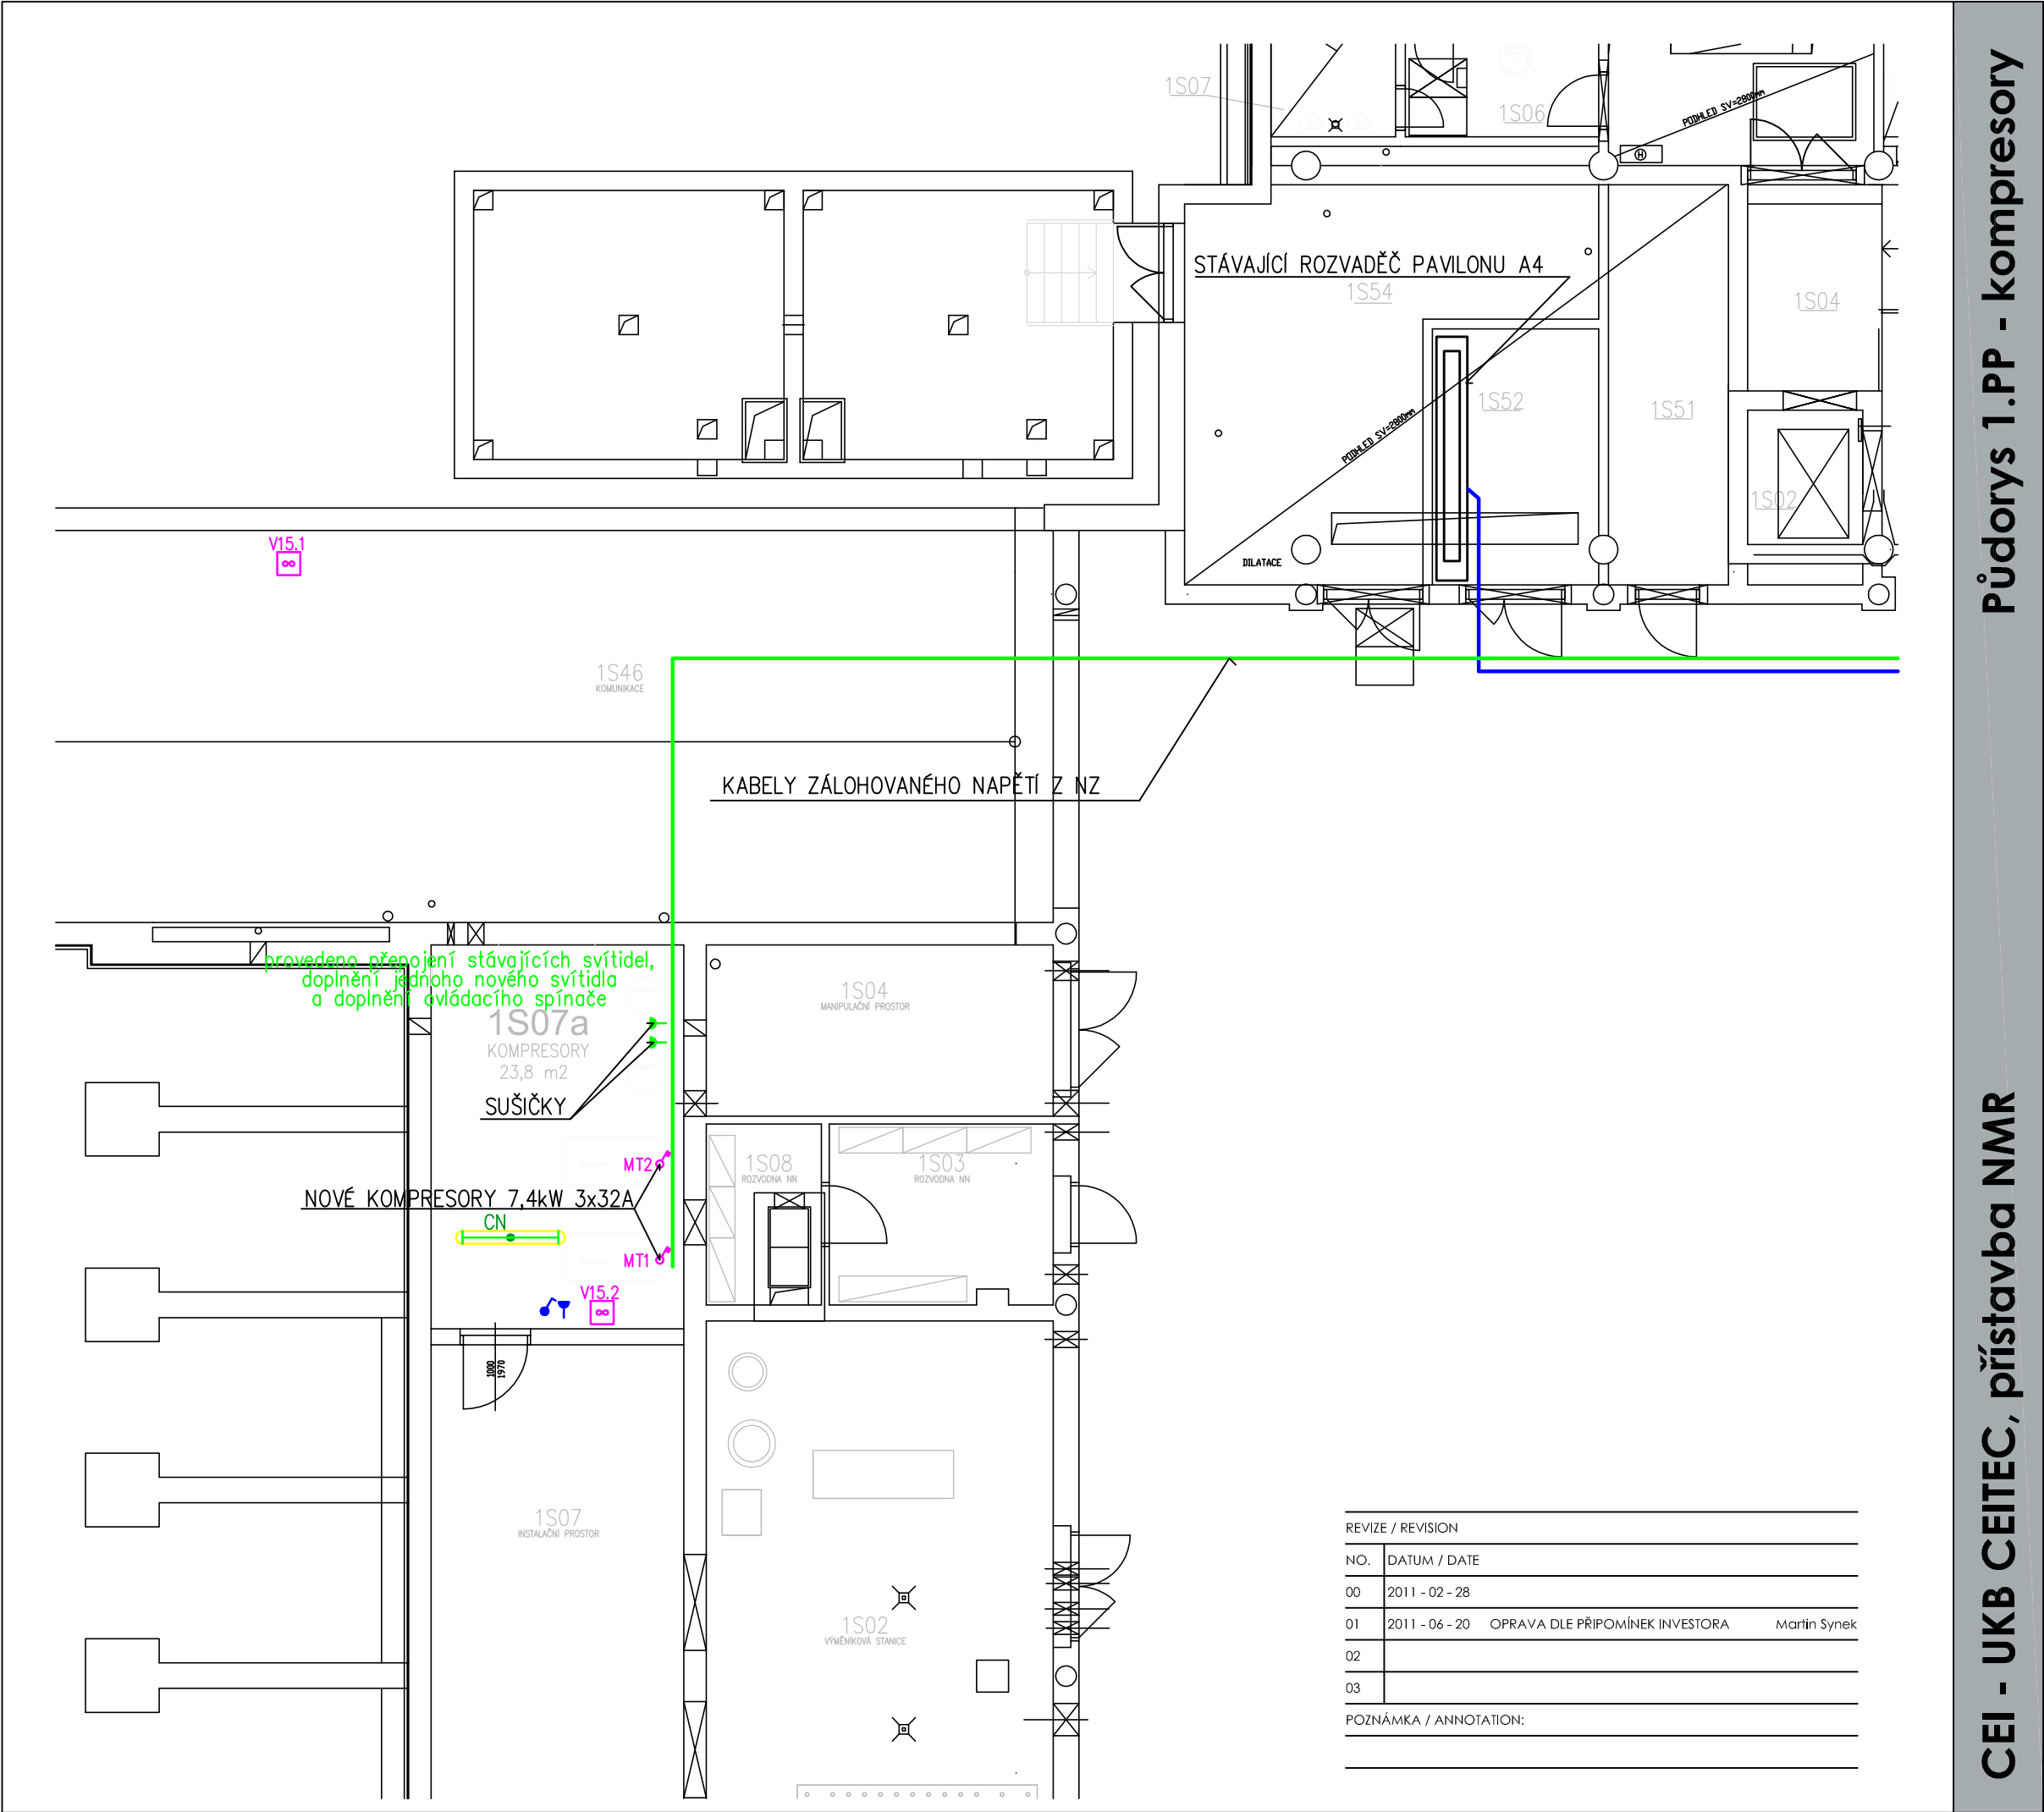 1S07
1S06
PODHLED SV=2800mm
H
STÁVAJÍCÍ ROZVADĚČ PAVILONU A4
1S54
1S04
1S52
1S51
PODHLED SV=2800mm
1S02
DILATACE
V15.1
1S46
KOMUNIKACE
KABELY ZÁLOHOVANÉHO NAPĚTÍ Z NZ
provedeno přepojení stávajících svítidel,
doplnění jednoho nového svítidla
a doplnění ovládacího spínače
1S07a
KOMPRESORY
23,8 m2
SUŠIČKY
1S04
MANIPULAČNÍ PROSTOR
MT2
1S08
ROZVODNA NN
1S03
ROZVODNA NN
NOVÉ KOMPRESORY 7,4kW 3x32A
CN
MT1
V15.2
1000
1970
1S07
INSTALAČNÍ PROSTOR
1S02
VÝMĚNÍKOVÁ STANICE
REVIZE / REVISION
NO. DATUM / DATE
00 2011 - 02 - 28
01 2011 - 06 - 20 OPRAVA DLE PŘIPOMÍNEK INVESTORA Martin Synek
02
03
POZNÁMKA / ANNOTATION:
CEI - UKB CEITEC, přístavba NMR
Půdorys 1.PP - kompresory